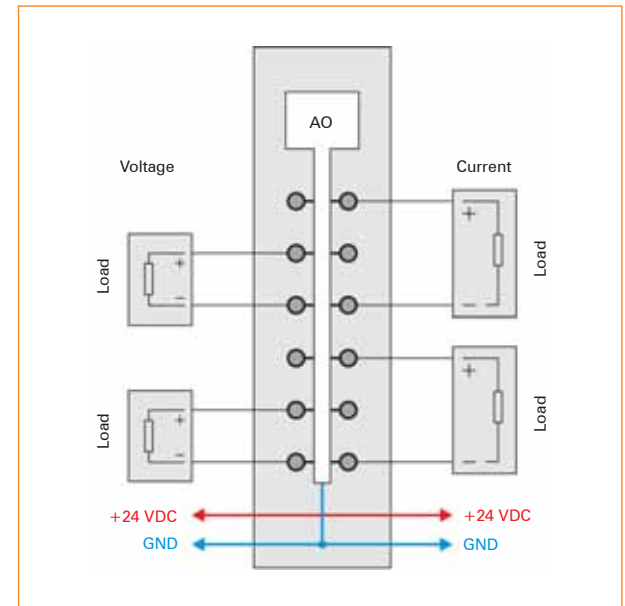 AO
Voltage
Current
+
Load
+
−
Load
−
+
Load
+
−
Load
−
+24 VDC
+24 VDC
GND
GND